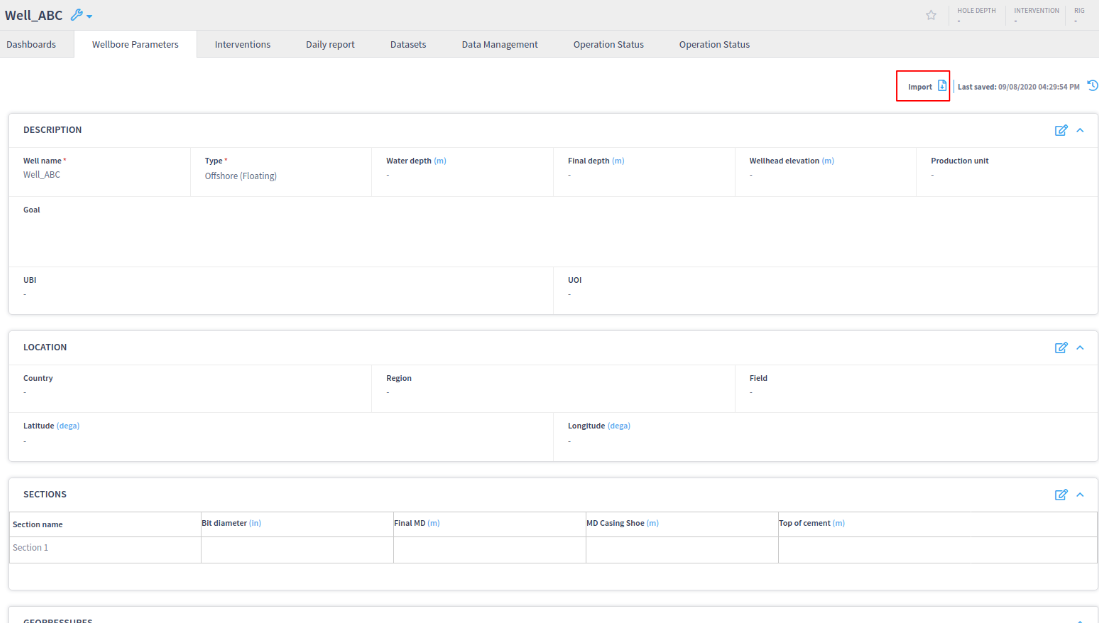 Well_ABC HOLE DEPTH INTERVENTION RIG
- - -
Dashboards Wellbore Parameters Interventions Daily report Datasets Data Management Operation Status Operation Status
Import Last saved: 09/08/2020 04:29:54 PM
DESCRIPTION
Well name * Type * Water depth (m) Final depth (m) Wellhead elevation (m) Production unit
Well_ABC Offshore (Floating) - - - -
Goal
UBI UOI
- -
LOCATION
Country Region Field
- - -
Latitude (dega) Longitude (dega)
- -
SECTIONS
Section name Bit diameter (in) Final MD (m) MD Casing Shoe (m) Top of cement (m)
Section 1
GEOPRESSURES